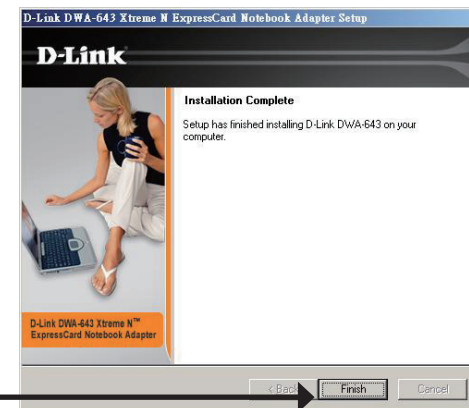 D-Link DWA-643 Xtreme N ExpressCard Notebook Adapter Setup
D-Link
Installation Complete
Setup has finished installing D-Link DWA-643 on your
computer.
D-Link DWA-643 Xtreme N™
ExpressCard Notebook Adapter
< Back
Finish
Cancel